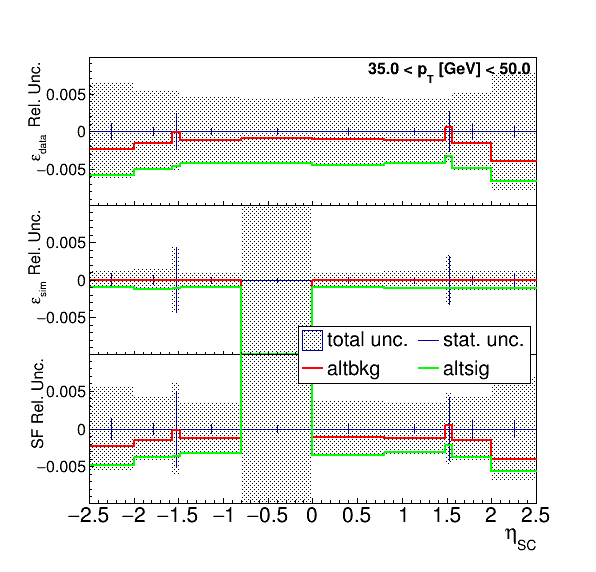 35.0 < p_T [GeV] < 50.0
ε_data Rel. Unc.
0.005
0
−0.005
ε_sim Rel. Unc.
0.005
0
−0.005
total unc. stat. unc.
altbkg altsig
SF Rel. Unc.
0.005
0
−0.005
−2.5 −2 −1.5 −1 −0.5 0 0.5 1 1.5 2 2.5
η_SC